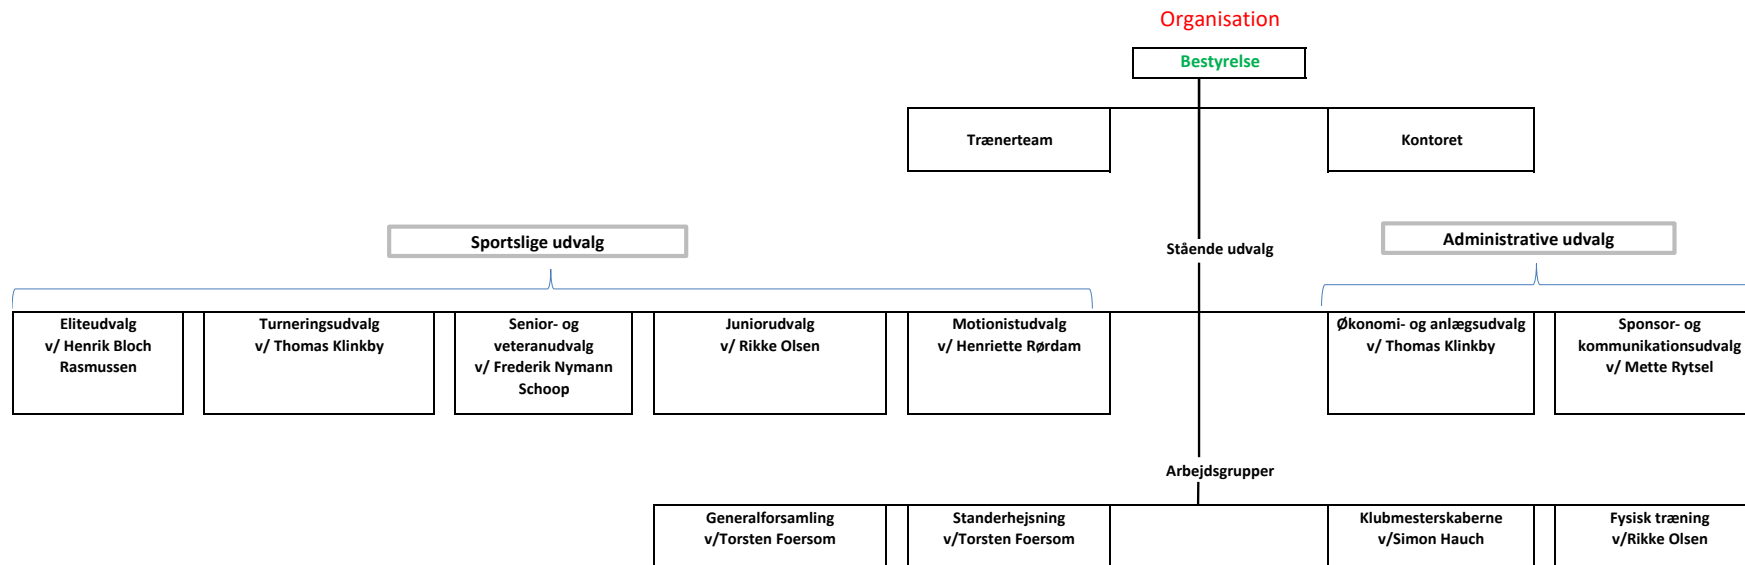 Organisation
Bestyrelse
Trænerteam
Kontoret
Sportslige udvalg
Stående udvalg
Administrative udvalg
Eliteudvalg
v/ Henrik Bloch
Rasmussen
Turneringsudvalg
v/ Thomas Klinkby
Senior- og
veteranudvalg
v/ Frederik Nymann
Schoop
Juniorudvalg
v/ Rikke Olsen
Motionistudvalg
v/ Henriette Rørdam
Økonomi- og anlægsudvalg
v/ Thomas Klinkby
Sponsor- og
kommunikationsudvalg
v/ Mette Rytsel
Arbejdsgrupper
Generalforsamling
v/Torsten Foersom
Standerhejsning
v/Torsten Foersom
Klubmesterskaberne
v/Simon Hauch
Fysisk træning
v/Rikke Olsen